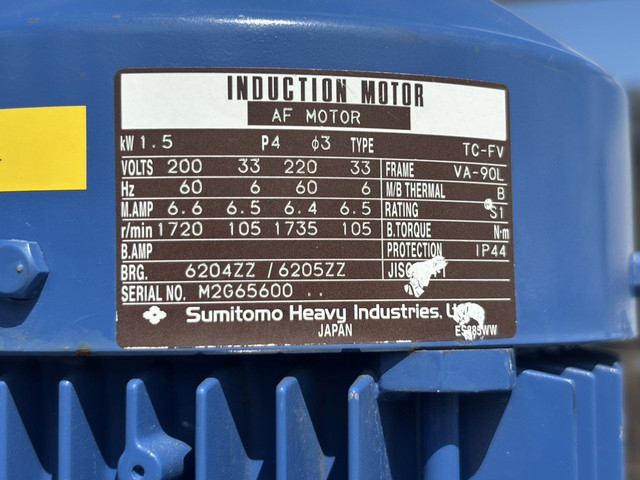 INDUCTION MOTOR
AF MOTOR
kW 1.5 P4 φ3 TYPE TC-FV
VOLTS 200 33 220 33 FRAME VA-90L
Hz 60 6 60 6 M/B THERMAL B
M.AMP 6.6 6.5 6.4 6.5 RATING S1
r/min 1720 105 1735 105 B.TORQUE N·m
B.AMP PROTECTION IP44
BRG. 6204ZZ / 6205ZZ
SERIAL NO. M2G65600 ..
Sumitomo Heavy Industries,
JAPAN